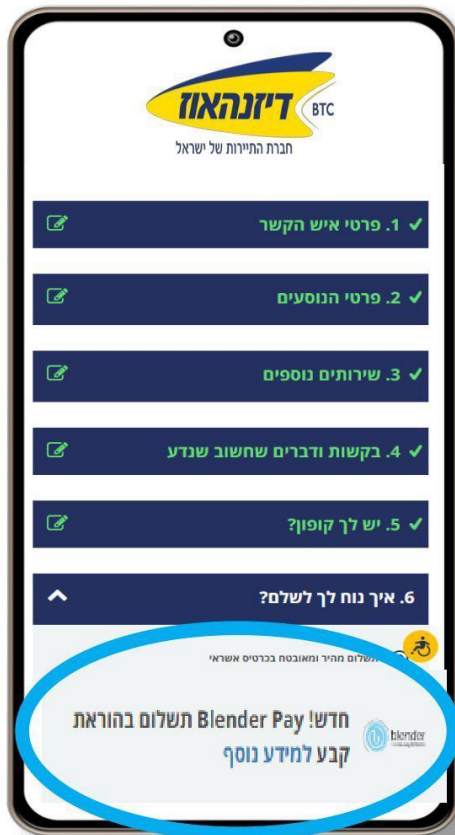 דיזנהאוז BTC
חברת התיירות של ישראל
1. פרטי איש הקשר
2. פרטי הנוסעים
3. שירותים נוספים
4. בקשות ודברים שחשוב שנדע
5. יש לך קופון?
6. איך נוח לך לשלם?
תשלום מהיר ומאובטח בכרטיס אשראי
blender
חדש! Blender Pay תשלום בהוראת
קבע למידע נוסף